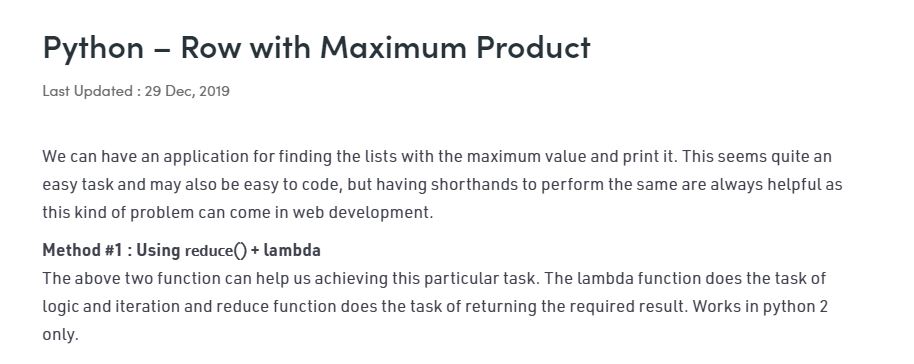 Python – Row with Maximum Product
Last Updated : 29 Dec, 2019
We can have an application for finding the lists with the maximum value and print it. This seems quite an
easy task and may also be easy to code, but having shorthands to perform the same are always helpful as
this kind of problem can come in web development.
Method #1 : Using reduce() + lambda
The above two function can help us achieving this particular task. The lambda function does the task of
logic and iteration and reduce function does the task of returning the required result. Works in python 2
only.